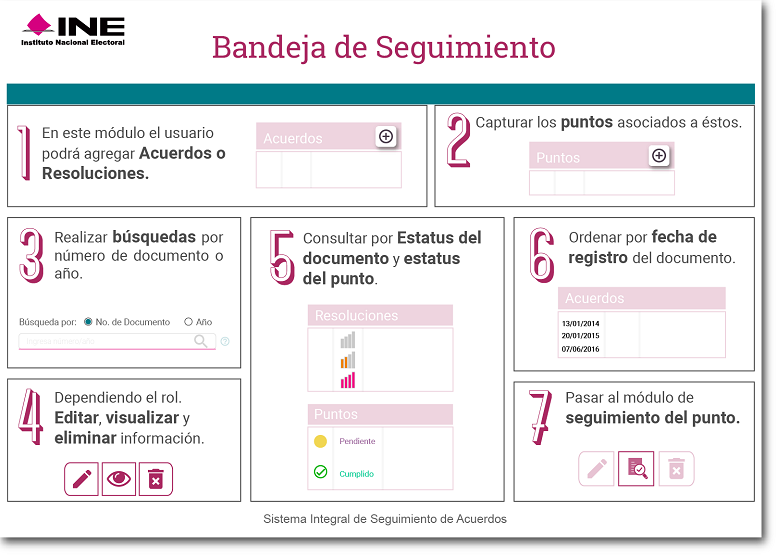 INE
Instituto Nacional Electoral
Bandeja de Seguimiento
1
En este módulo el usuario
podrá agregar Acuerdos o
Resoluciones.
Acuerdos
2
Capturar los puntos asociados a éstos.
Puntos
3
Realizar búsquedas por
número de documento o
año.
Búsqueda por: No. de Documento Año
4
Dependiendo el rol.
Editar, visualizar y
eliminar información.
5
Consultar por Estatus del
documento y estatus
del punto.
Resoluciones
Puntos
Pendiente
Cumplido
6
Ordenar por fecha de
registro del documento.
Acuerdos
13/01/2014
20/01/2015
07/06/2016
7
Pasar al módulo de
seguimiento del punto.
Sistema Integral de Seguimiento de Acuerdos